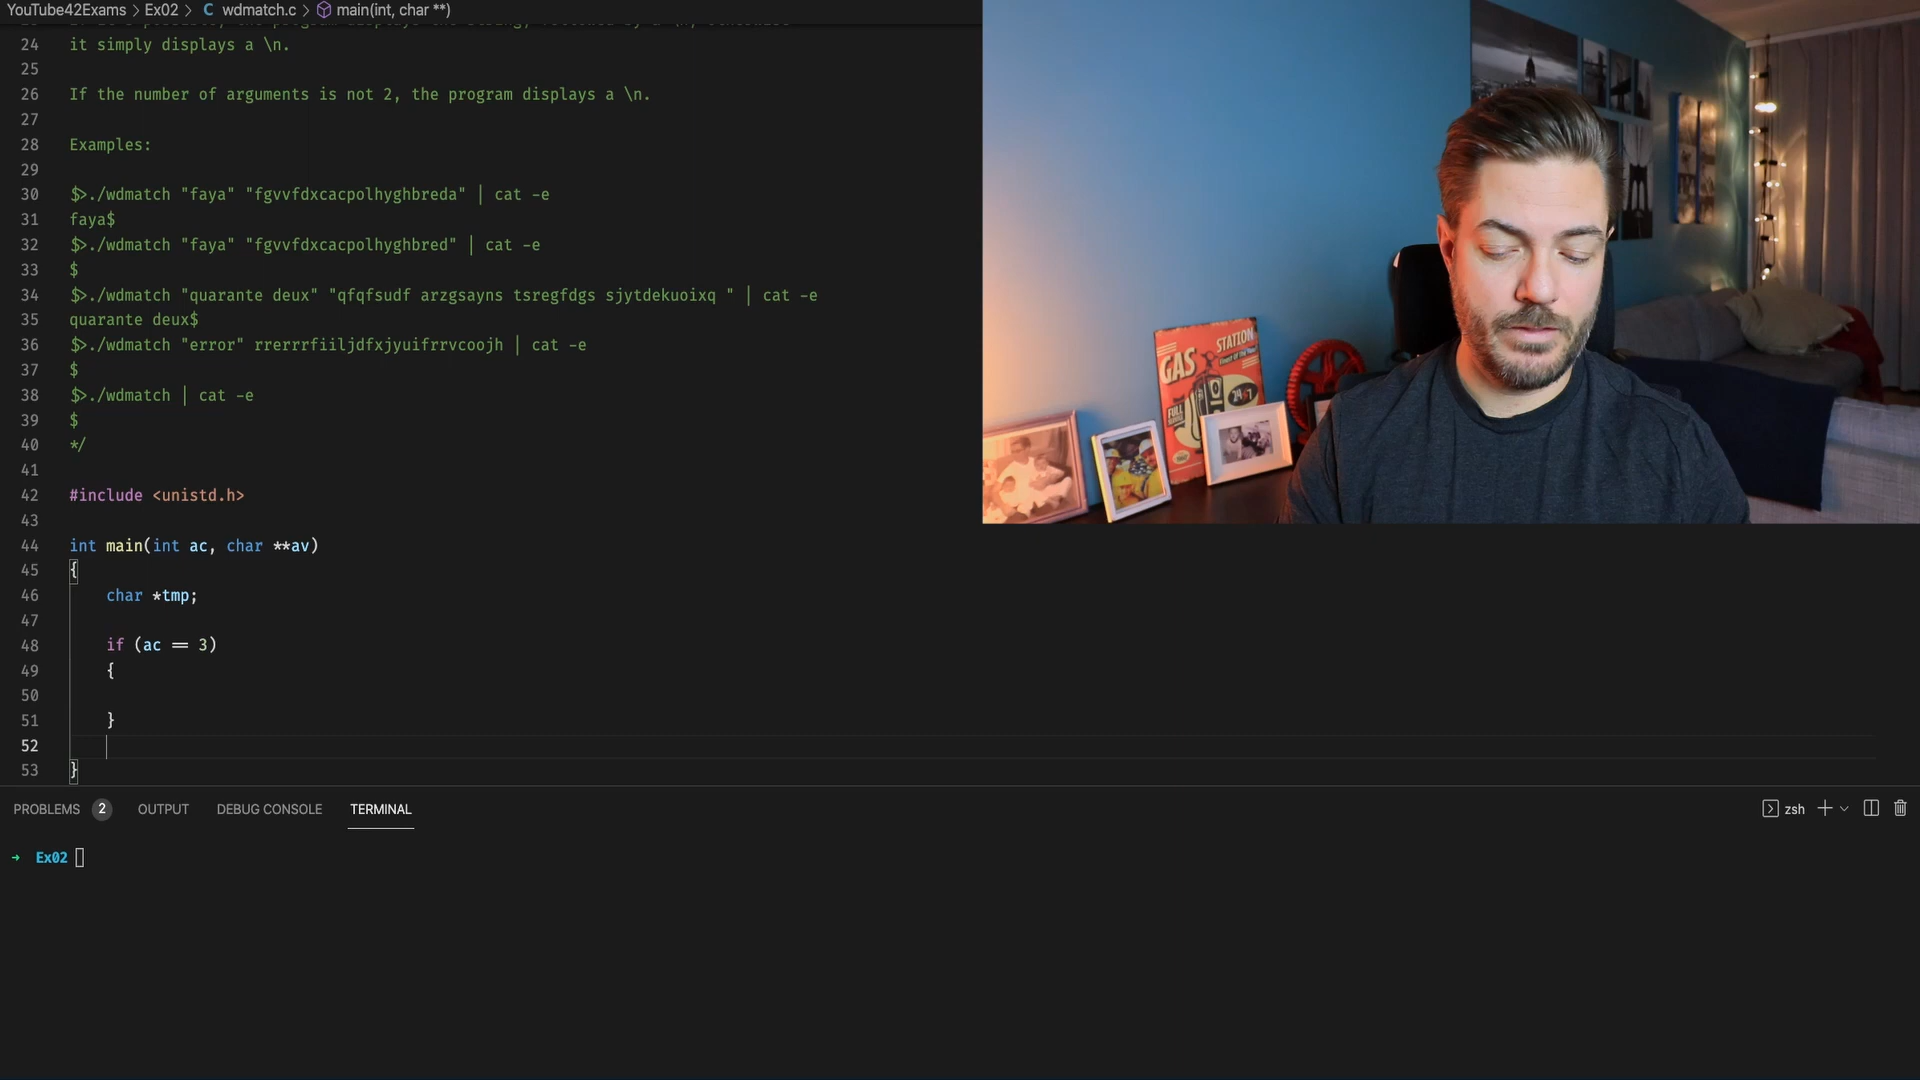 YouTube42Exams > Ex02 > C wdmatch.c > main(int, char **)
24 it simply displays a \n.
25
26 If the number of arguments is not 2, the program displays a \n.
27
28 Examples:
29
30 $>./wdmatch "faya" "fgvvfdxcacpolhyghbreda" | cat -e
31 faya$
32 $>./wdmatch "faya" "fgvvfdxcacpolhyghbred" | cat -e
33 $
34 $>./wdmatch "quarante deux" "qfqfsudf arzgsayns tsregfdgs sjytdekuoixq " | cat -e
35 quarante deux$
36 $>./wdmatch "error" rrerrrfiiljdfxjyuifrrvcoojh | cat -e
37 $
38 $>./wdmatch | cat -e
39 $
40 */
41
42 #include <unistd.h>
43
44 int main(int ac, char **av)
45 {
46 char *tmp;
47
48 if (ac == 3)
49 {
50
51 }
52
53 }
PROBLEMS 2 OUTPUT DEBUG CONSOLE TERMINAL
zsh
→ Ex02
GAS
STATION
24
FULL